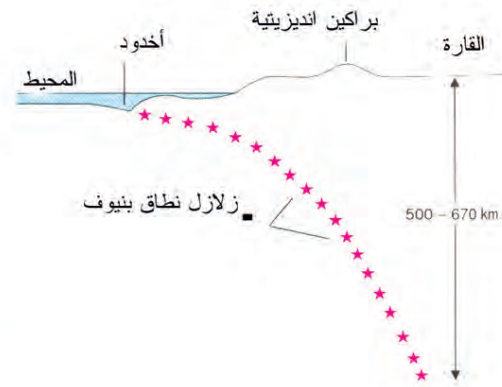 براكين انديزيتية
القارة
أخدود
المحيط
زلازل نطاق بنيوف
500 – 670 km